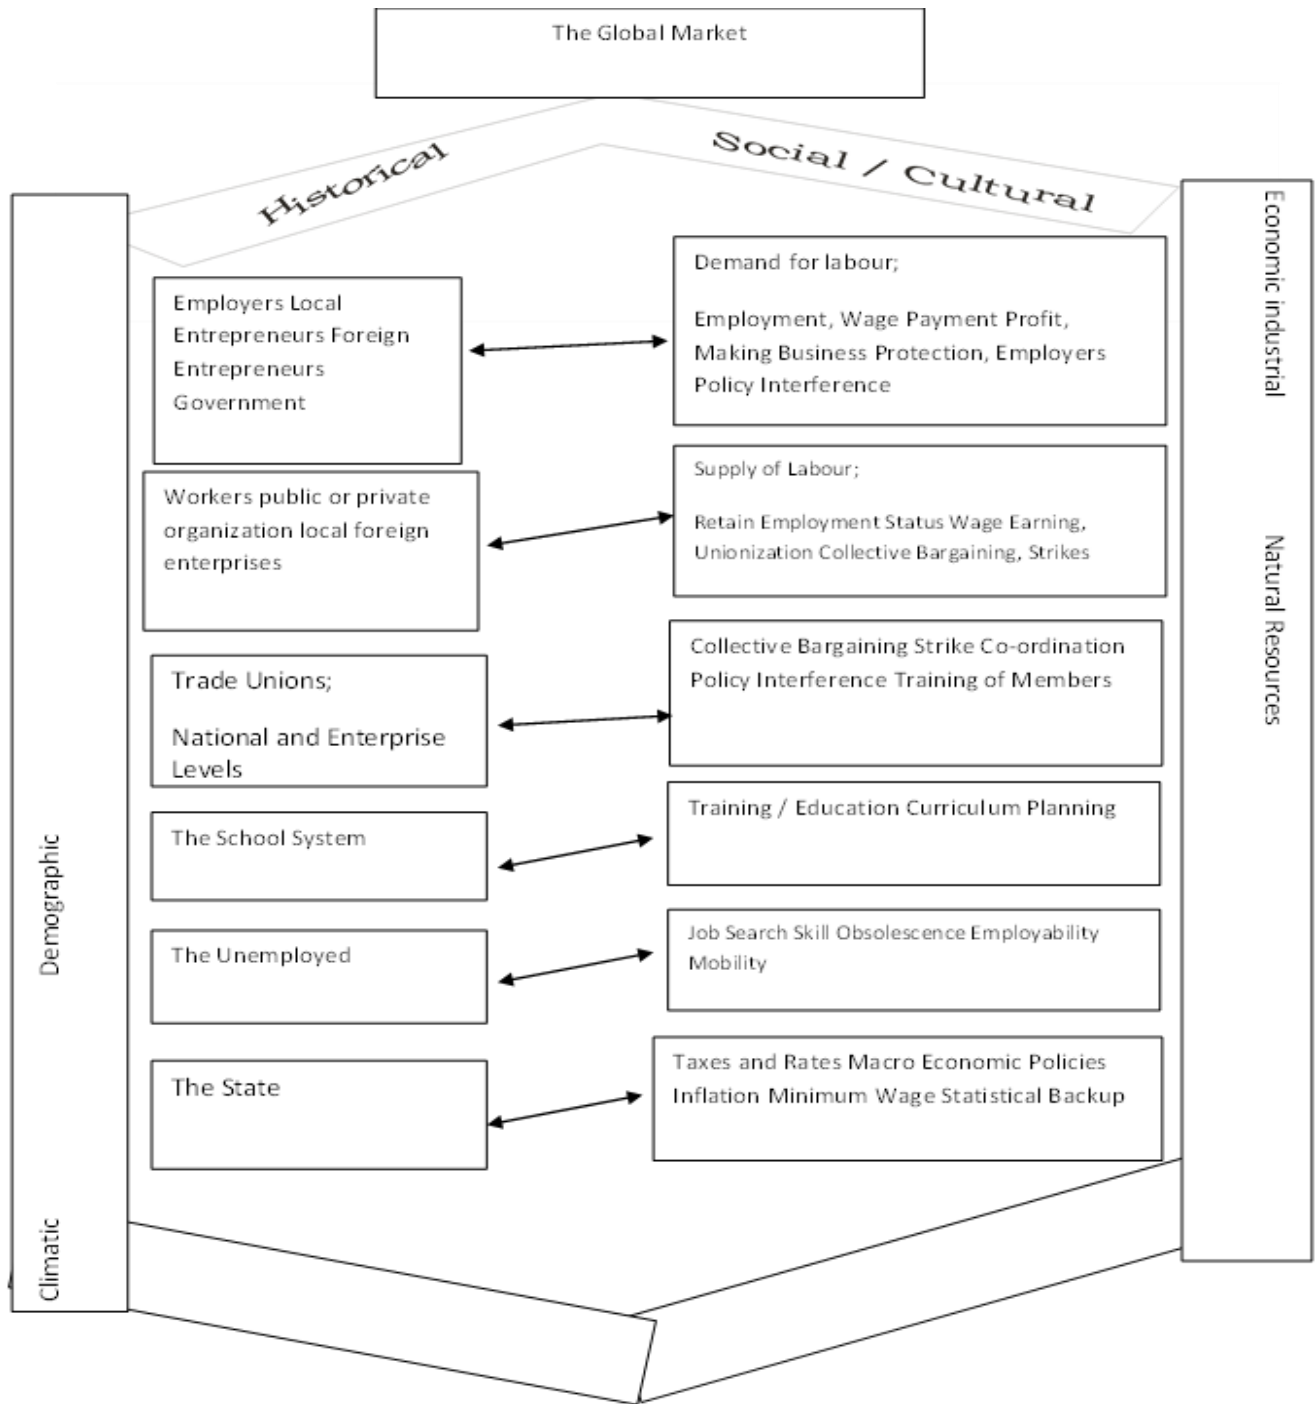 The Global Market
Historical
Social / Cultural
Economic industrial
Natural Resources
Demographic
Climatic
Employers Local
Entrepreneurs Foreign
Entrepreneurs
Government
Demand for labour;
Employment, Wage Payment Profit,
Making Business Protection, Employers
Policy Interference
Workers public or private
organization local foreign
enterprises
Supply of Labour;
Retain Employment Status Wage Earning,
Unionization Collective Bargaining, Strikes
Trade Unions;
National and Enterprise
Levels
Collective Bargaining Strike Co-ordination
Policy Interference Training of Members
The School System
Training / Education Curriculum Planning
The Unemployed
Job Search Skill Obsolescence Employability
Mobility
The State
Taxes and Rates Macro Economic Policies
Inflation Minimum Wage Statistical Backup